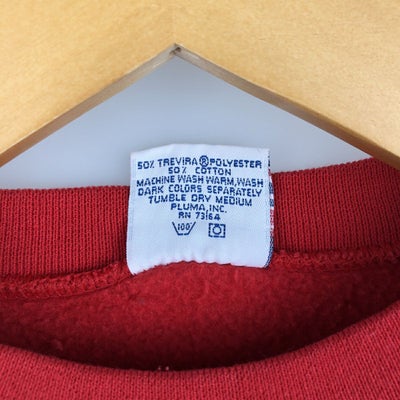 50% TREVIRA®POLYESTER
50% COTTON
MACHINE WASH WARM,WASH
DARK COLORS SEPARATELY
TUMBLE DRY MEDIUM
PLUMA,INC.
RN 73164
100